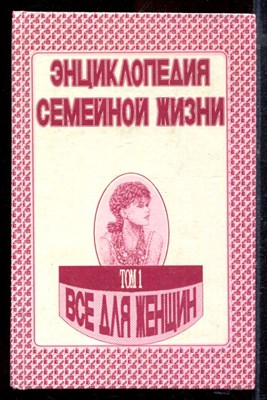 ЭНЦИКЛОПЕДИЯ
СЕМЕЙНОЙ ЖИЗНИ
ТОМ 1
ВСЕ ДЛЯ ЖЕНЩИН